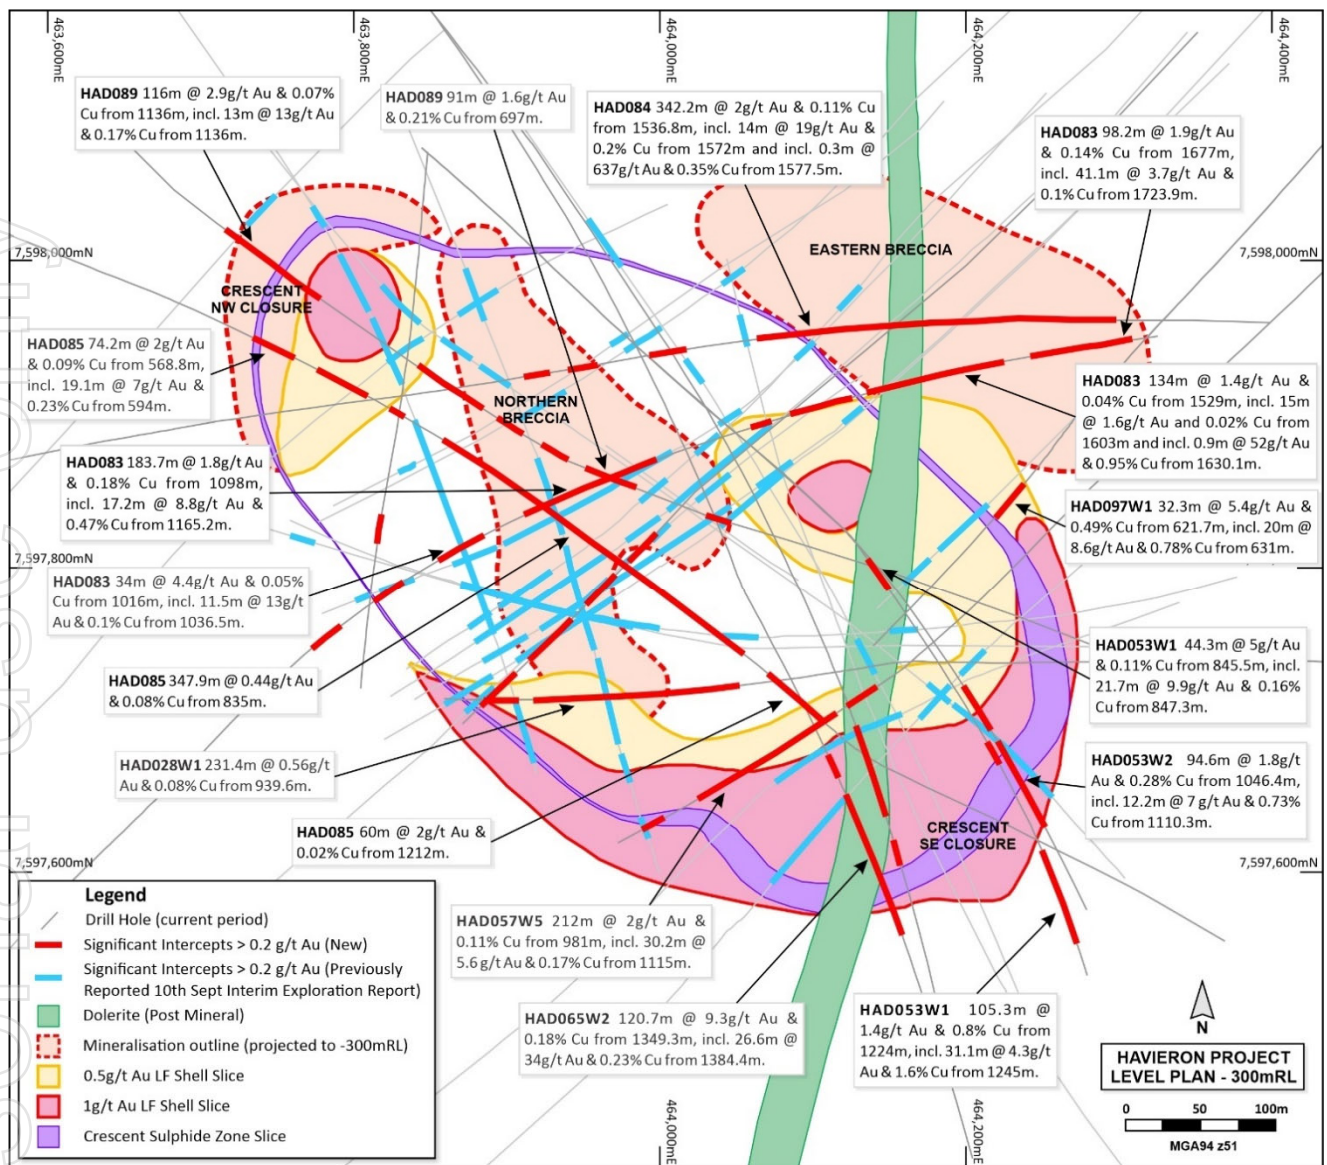 463,600mE
463,800mE
464,000mE
464,200mE
464,400mE
HAD089 116m @ 2.9g/t Au & 0.07%
Cu from 1136m, incl. 13m @ 13g/t Au
& 0.17% Cu from 1136m.
HAD089 91m @ 1.6g/t Au
& 0.21% Cu from 697m.
HAD084 342.2m @ 2g/t Au & 0.11% Cu
from 1536.8m, incl. 14m @ 19g/t Au &
0.2% Cu from 1572m and incl. 0.3m @
637g/t Au & 0.35% Cu from 1577.5m.
HAD083 98.2m @ 1.9g/t Au
& 0.14% Cu from 1677m,
incl. 41.1m @ 3.7g/t Au &
0.1% Cu from 1723.9m.
7,598,000mN
7,598,000mN
EASTERN BRECCIA
CRESCENT
NW CLOSURE
HAD085 74.2m @ 2g/t Au
& 0.09% Cu from 568.8m,
incl. 19.1m @ 7g/t Au &
0.23% Cu from 594m.
NORTHERN
BRECCIA
HAD083 134m @ 1.4g/t Au &
0.04% Cu from 1529m, incl. 15m
@ 1.6g/t Au and 0.02% Cu from
1603m and incl. 0.9m @ 52g/t Au
& 0.95% Cu from 1630.1m.
HAD083 183.7m @ 1.8g/t Au
& 0.18% Cu from 1098m,
incl. 17.2m @ 8.8g/t Au &
0.47% Cu from 1165.2m.
HAD097W1 32.3m @ 5.4g/t Au &
0.49% Cu from 621.7m, incl. 20m @
8.6g/t Au & 0.78% Cu from 631m.
7,597,800mN
HAD083 34m @ 4.4g/t Au & 0.05%
Cu from 1016m, incl. 11.5m @ 13g/t
Au & 0.1% Cu from 1036.5m.
HAD053W1 44.3m @ 5g/t Au
& 0.11% Cu from 845.5m, incl.
21.7m @ 9.9g/t Au & 0.16%
Cu from 847.3m.
HAD085 347.9m @ 0.44g/t Au
& 0.08% Cu from 835m.
HAD028W1 231.4m @ 0.56g/t
Au & 0.08% Cu from 939.6m.
HAD053W2 94.6m @ 1.8g/t
Au & 0.28% Cu from 1046.4m,
incl. 12.2m @ 7 g/t Au & 0.73%
Cu from 1110.3m.
HAD085 60m @ 2g/t Au &
0.02% Cu from 1212m.
CRESCENT
SE CLOSURE
7,597,600mN
7,597,600mN
HAD057W5 212m @ 2g/t Au &
0.11% Cu from 981m, incl. 30.2m @
5.6g/t Au & 0.17% Cu from 1115m.
HAD065W2 120.7m @ 9.3g/t Au &
0.18% Cu from 1349.3m, incl. 26.6m @
34g/t Au & 0.23% Cu from 1384.4m.
HAD053W1 105.3m @
1.4g/t Au & 0.8% Cu from
1224m, incl. 31.1m @ 4.3g/t
Au & 1.6% Cu from 1245m.
Legend
Drill Hole (current period)
Significant Intercepts > 0.2 g/t Au (New)
Significant Intercepts > 0.2 g/t Au (Previously
Reported 10th Sept Interim Exploration Report)
Dolerite (Post Mineral)
Mineralisation outline (projected to -300mRL)
0.5g/t Au LF Shell Slice
1g/t Au LF Shell Slice
Crescent Sulphide Zone Slice
464,000mE
464,200mE
N
HAVIERON PROJECT
LEVEL PLAN - 300mRL
0 50 100m
MGA94 z51